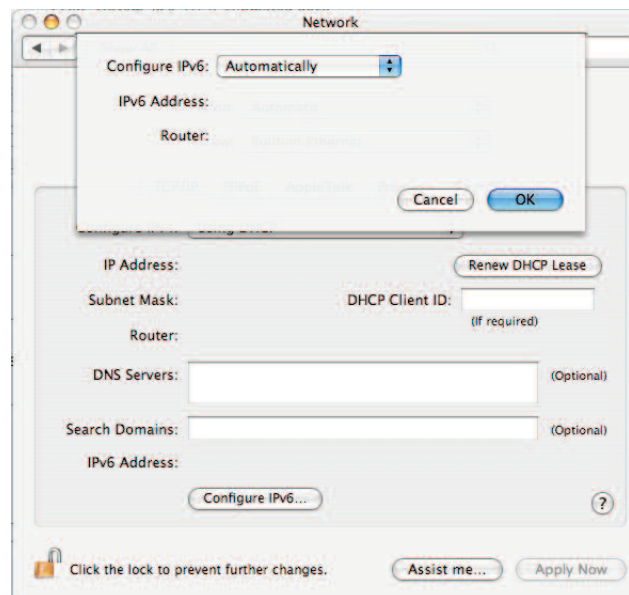 Network
Configure IPv6: Automatically
IPv6 Address:
Router:
Cancel OK
IP Address: Renew DHCP Lease
Subnet Mask: DHCP Client ID:
(If required)
Router:
DNS Servers: (Optional)
Search Domains: (Optional)
IPv6 Address:
Configure IPv6... ?
Click the lock to prevent further changes. Assist me... Apply Now